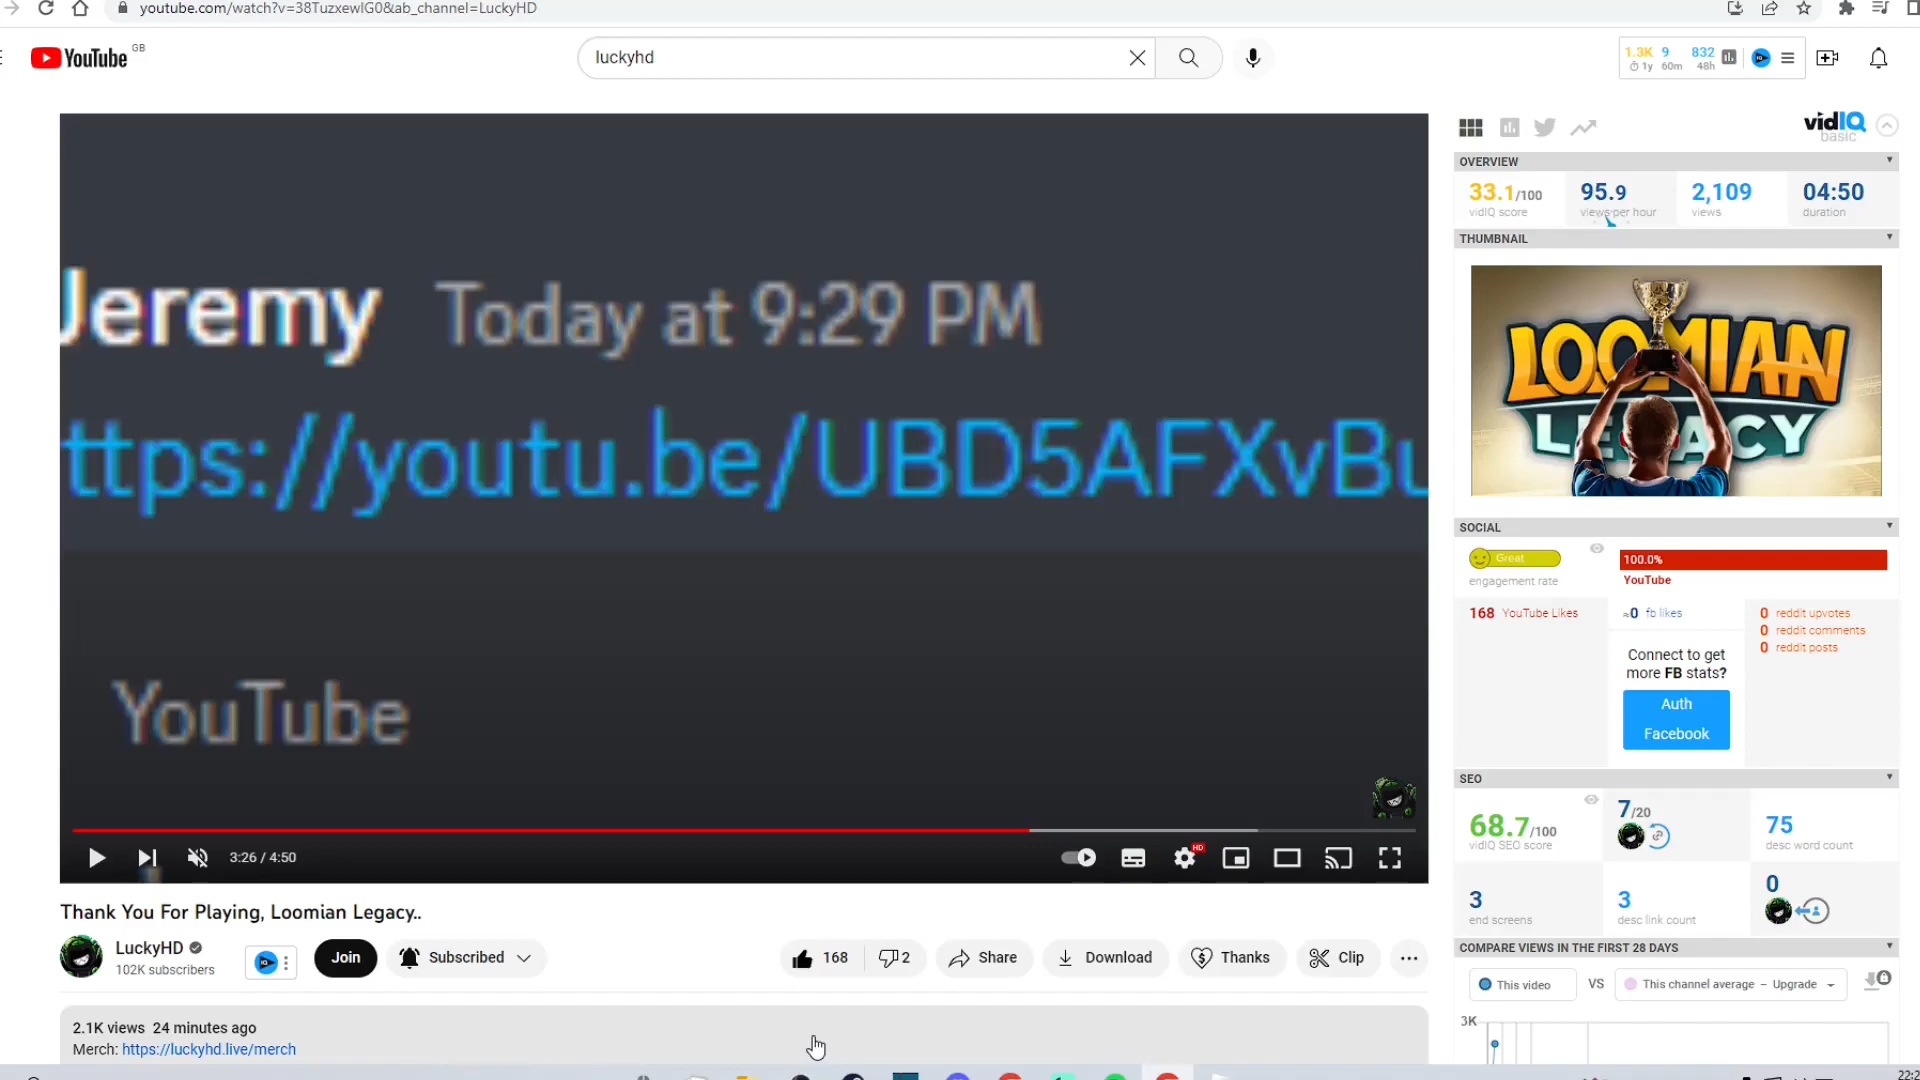 youtube.com/watch?v=38TuzxewIG0&ab_channel=LuckyHD
YouTube GB
luckyhd
1.3K 9 832
1y 60m 48h
vidIQ
basic
OVERVIEW
33.1/100 95.9 2,109 04:50
vidIQ score views per hour views duration
THUMBNAIL
LOOMIAN
LEGACY
Jeremy Today at 9:29 PM
ttps://youtu.be/UBD5AFXvBu
YouTube
SOCIAL
Great 100.0%
engagement rate YouTube
168 YouTube Likes ≈0 fb likes 0 reddit upvotes
0 reddit comments
0 reddit posts
Connect to get
more FB stats?
Auth
Facebook
SEO
68.7/100 7/20 75
vidIQ SEO score desc word count
3 3 0
end screens desc link count
HD
3:26 / 4:50
Thank You For Playing, Loomian Legacy..
LuckyHD
102K subscribers
Join Subscribed 168 2 Share Download Thanks Clip
COMPARE VIEWS IN THE FIRST 28 DAYS
This video VS This channel average – Upgrade
3K
2.1K views 24 minutes ago
Merch: https://luckyhd.live/merch